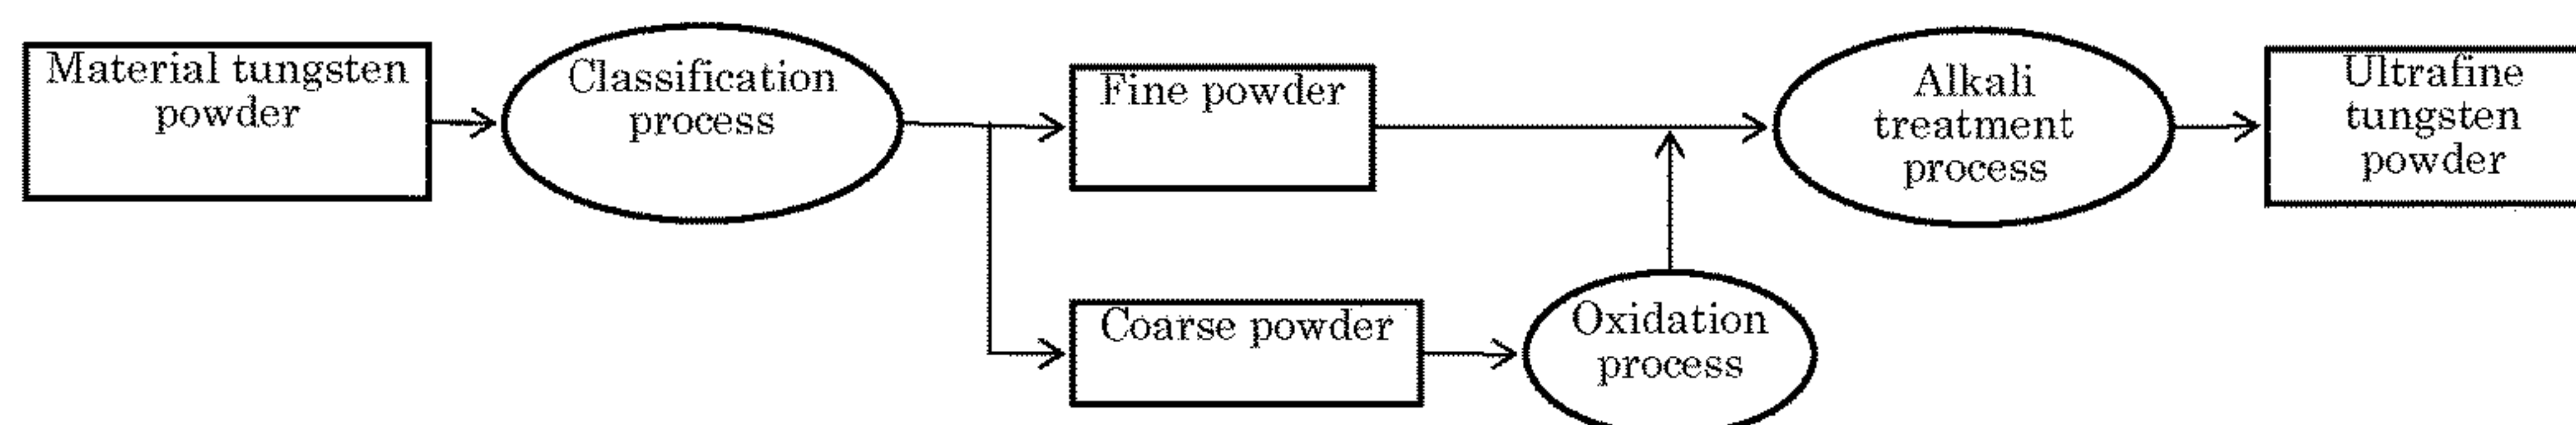 Material tungsten
powder
Classification
process
Fine powder
Alkali
treatment
process
Ultrafine
tungsten
powder
Coarse powder
Oxidation
process